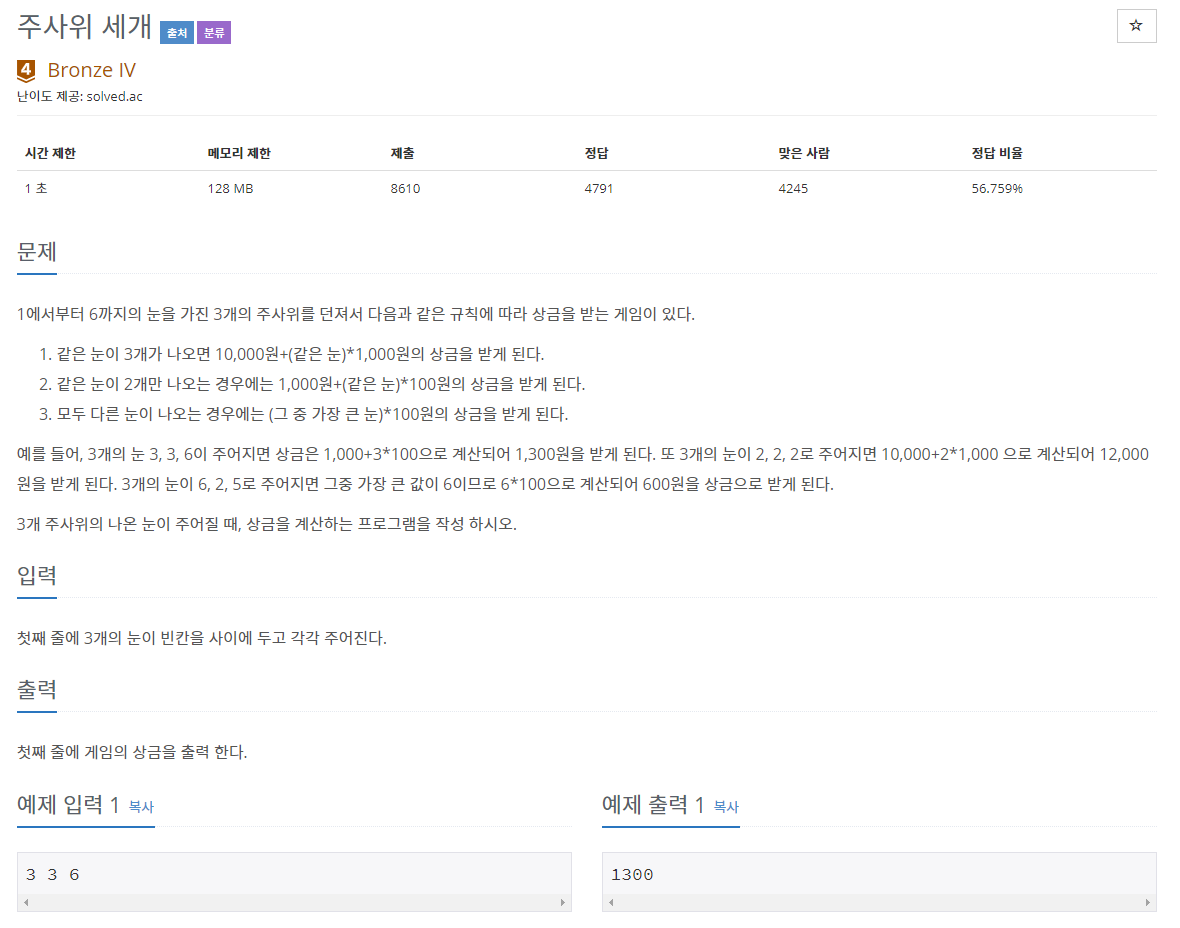 주사위 세개 출처 분류
☆
4 Bronze IV
난이도 제공: solved.ac
시간 제한 메모리 제한 제출 정답 맞은 사람 정답 비율
1 초 128 MB 8610 4791 4245 56.759%
문제
1에서부터 6까지의 눈을 가진 3개의 주사위를 던져서 다음과 같은 규칙에 따라 상금을 받는 게임이 있다.
1. 같은 눈이 3개가 나오면 10,000원+(같은 눈)*1,000원의 상금을 받게 된다.
2. 같은 눈이 2개만 나오는 경우에는 1,000원+(같은 눈)*100원의 상금을 받게 된다.
3. 모두 다른 눈이 나오는 경우에는 (그 중 가장 큰 눈)*100원의 상금을 받게 된다.
예를 들어, 3개의 눈 3, 3, 6이 주어지면 상금은 1,000+3*100으로 계산되어 1,300원을 받게 된다. 또 3개의 눈이 2, 2, 2로 주어지면 10,000+2*1,000 으로 계산되어 12,000
원을 받게 된다. 3개의 눈이 6, 2, 5로 주어지면 그중 가장 큰 값이 6이므로 6*100으로 계산되어 600원을 상금으로 받게 된다.
3개 주사위의 나온 눈이 주어질 때, 상금을 계산하는 프로그램을 작성 하시오.
입력
첫째 줄에 3개의 눈이 빈칸을 사이에 두고 각각 주어진다.
출력
첫째 줄에 게임의 상금을 출력 한다.
예제 입력 1 복사
3 3 6
예제 출력 1 복사
1300